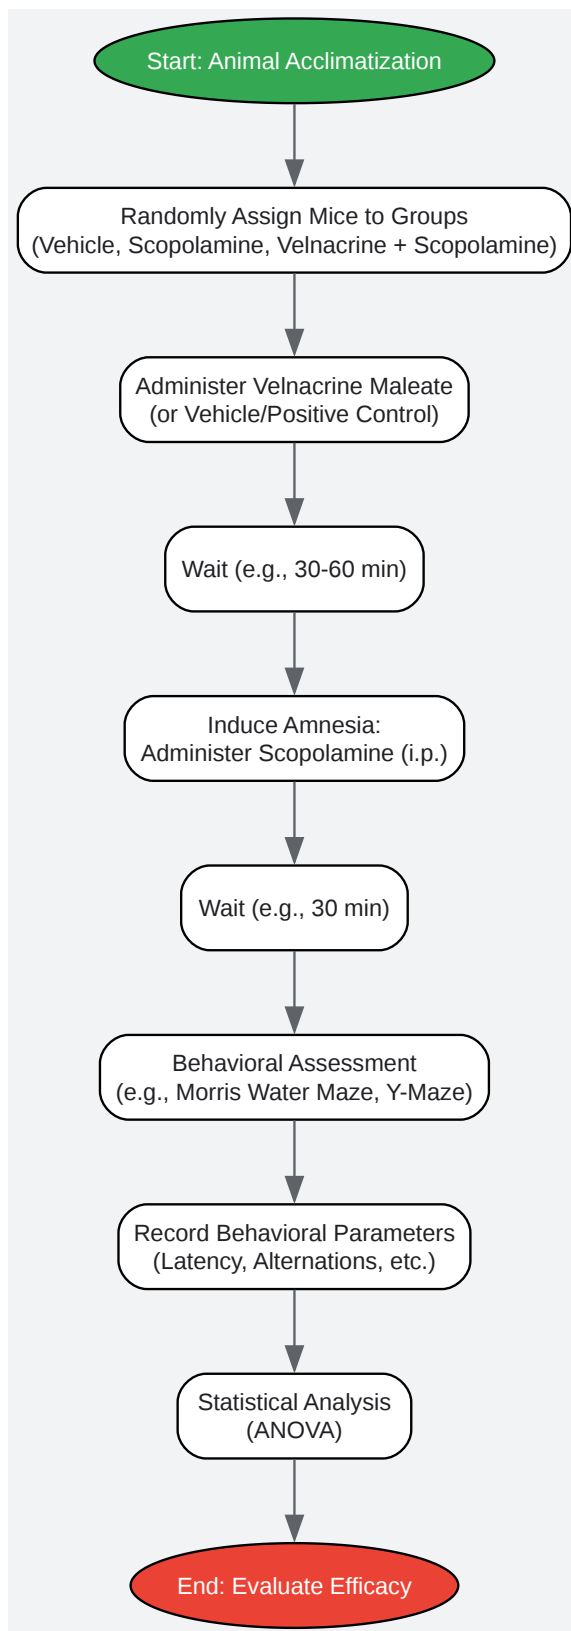 Start: Animal Acclimatization
Randomly Assign Mice to Groups
(Vehicle, Scopolamine, Velnacrine + Scopolamine)
Administer Velnacrine Maleate
(or Vehicle/Positive Control)
Wait (e.g., 30-60 min)
Induce Amnesia:
Administer Scopolamine (i.p.)
Wait (e.g., 30 min)
Behavioral Assessment
(e.g., Morris Water Maze, Y-Maze)
Record Behavioral Parameters
(Latency, Alternations, etc.)
Statistical Analysis
(ANOVA)
End: Evaluate Efficacy